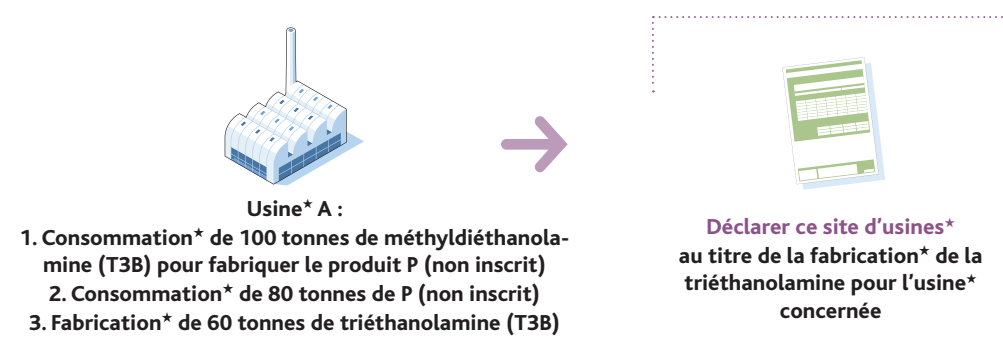 Usine★ A :
1. Consommation★ de 100 tonnes de méthyldiéthanola-
mine (T3B) pour fabriquer le produit P (non inscrit)
2. Consommation★ de 80 tonnes de P (non inscrit)
3. Fabrication★ de 60 tonnes de triéthanolamine (T3B)
Déclarer ce site d’usines★
au titre de la fabrication★ de la
triéthanolamine pour l’usine★
concernée